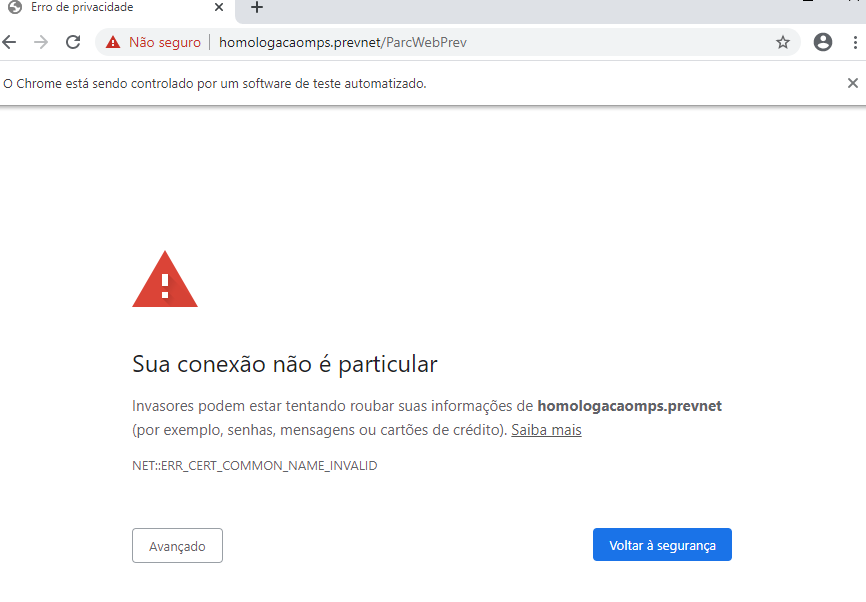 Erro de privacidade
Não seguro homologacaomps.prevnet/ParcWebPrev
O Chrome está sendo controlado por um software de teste automatizado.
Sua conexão não é particular
Invasores podem estar tentando roubar suas informações de homologacaomps.prevnet
(por exemplo, senhas, mensagens ou cartões de crédito). Saiba mais
NET::ERR_CERT_COMMON_NAME_INVALID
Avançado Voltar à segurança